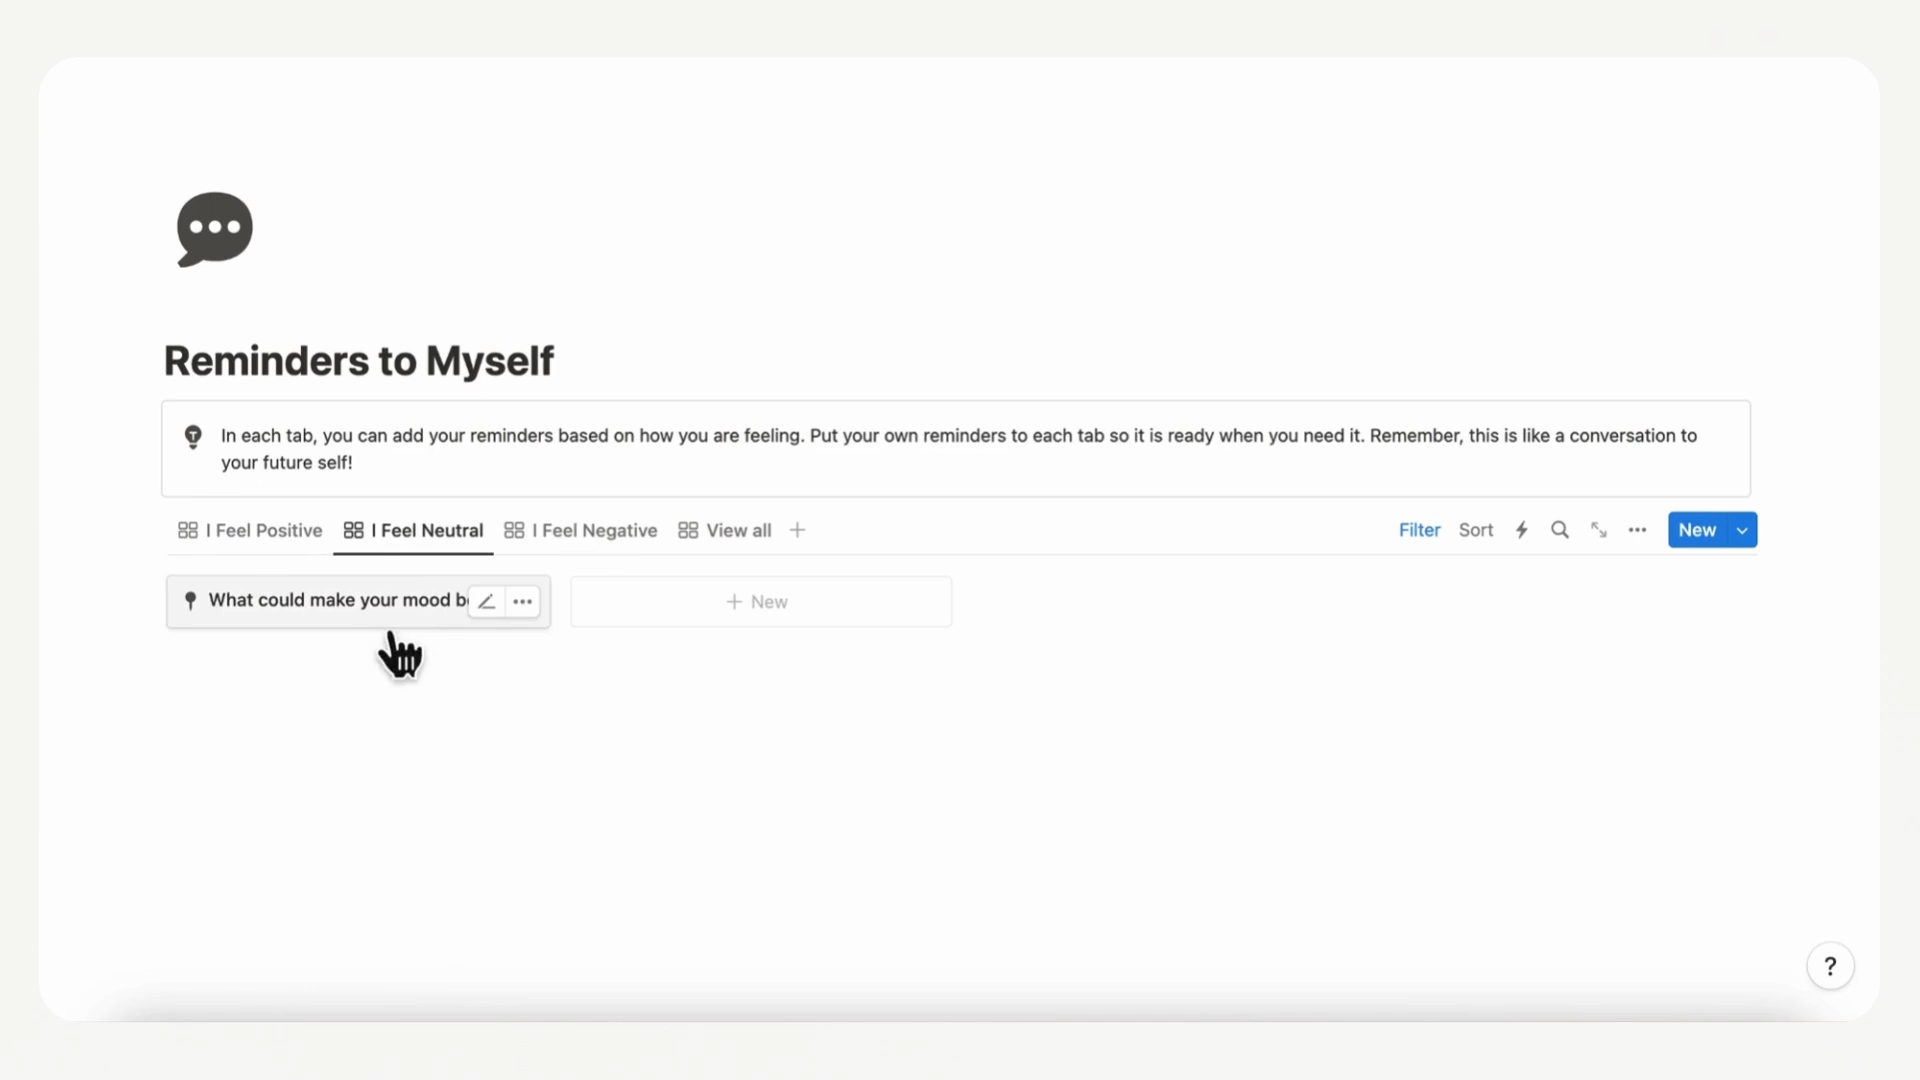 Reminders to Myself
In each tab, you can add your reminders based on how you are feeling. Put your own reminders to each tab so it is ready when you need it. Remember, this is like a conversation to
your future self!
I Feel Positive I Feel Neutral I Feel Negative View all + Filter Sort New
What could make your mood
+ New
?